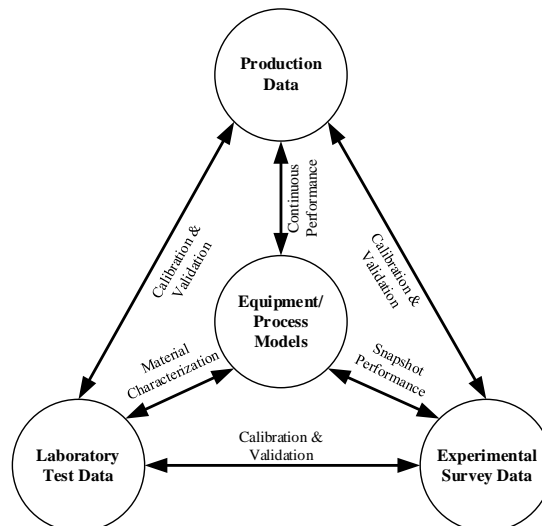 Production
Data
Continuous
Performance
Calibration &
Validation
Calibration &
Validation
Equipment/
Process
Models
Material
Characterization
Snapshot
Performance
Laboratory
Test Data
Calibration &
Validation
Experimental
Survey Data